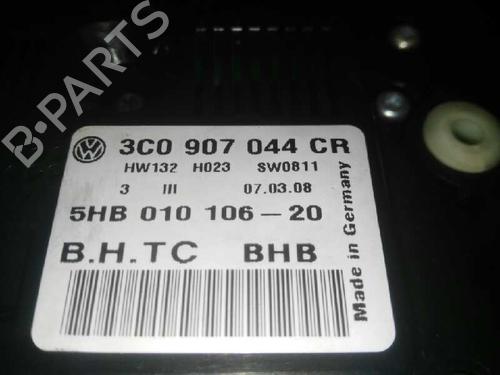 B-PARTS
3C0 907 044 CR
HW132 H023 SW0811
3 III 07.03.08
5HB 010 106-20
B.H.TC BHB
Made in Germany